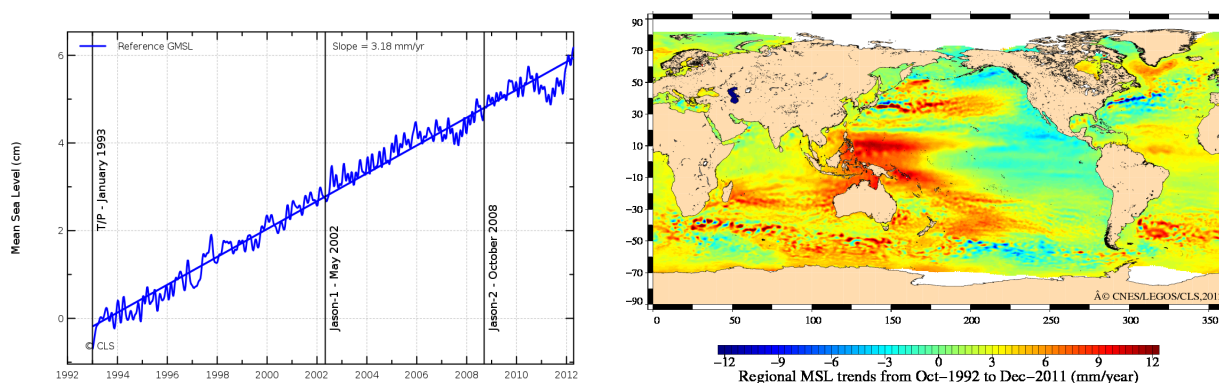 Reference GMSL
Slope = 3.18 mm/yr
Mean Sea Level (cm)
6
4
2
0
T/P - January 1993
Jason-1 - May 2002
Jason-2 - October 2008
© CLS
1992 1994 1996 1998 2000 2002 2004 2006 2008 2010 2012
90
70
50
30
10
−10
−30
−50
−70
−90
Â© CNES/LEGOS/CLS,201
0 50 100 150 200 250 300 350
−12 −9 −6 −3 0 3 6 9 12
Regional MSL trends from Oct−1992 to Dec−2011 (mm/year)